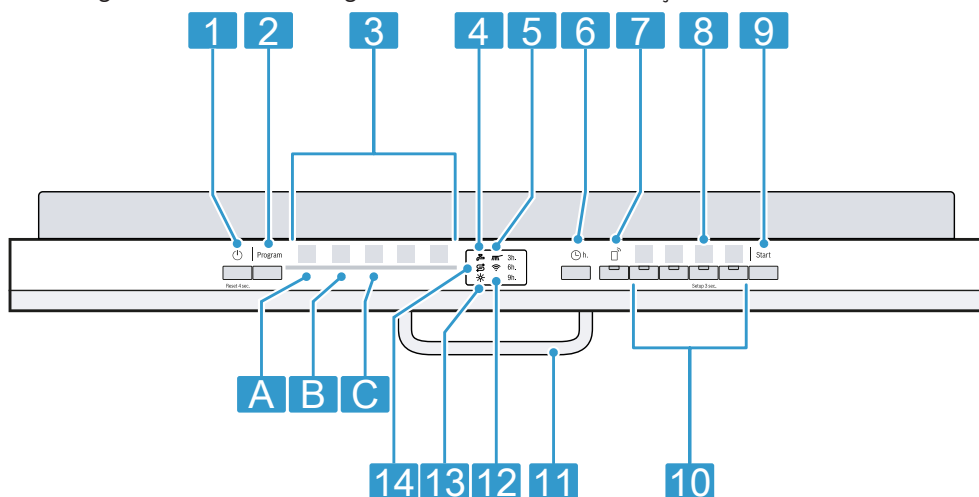 1 2 3 4 5 6 7 8 9
Program 3h. h. Start
6h.
9h.
Reset 4 sec. Setup 3 sec.
A B C
14 13 12 11 10